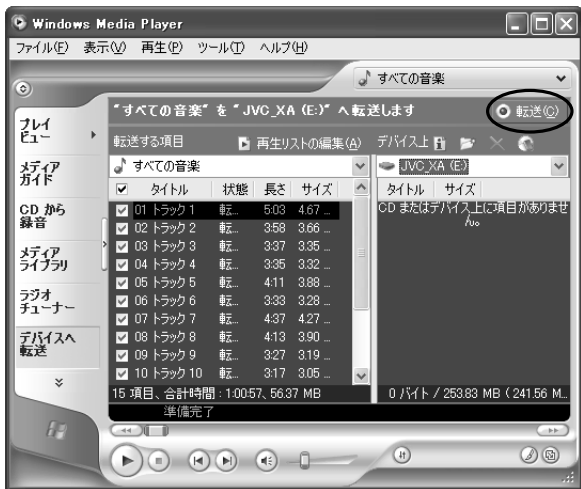 Windows Media Player
ファイル(F) 表示(V) 再生(P) ツール(T) ヘルプ(H)
すべての音楽
"すべての音楽" を "JVC_XA (E:)" へ転送します
転送(C)
転送する項目
再生リストの編集(A)
デバイス上
すべての音楽
JVC_XA (E:)
タイトル 状態 長さ サイズ
タイトル サイズ
01 トラック 1 転... 5:03 4.67 ...
02 トラック 2 転... 3:58 3.66 ...
03 トラック 3 転... 3:37 3.35 ...
04 トラック 4 転... 3:35 3.32 ...
05 トラック 5 転... 4:11 3.88 ...
06 トラック 6 転... 3:33 3.28 ...
07 トラック 7 転... 4:37 4.27 ...
08 トラック 8 転... 4:13 3.90 ...
09 トラック 9 転... 3:27 3.19 ...
10 トラック 10 転... 3:17 3.05 ...
CD またはデバイス上に項目がありませ
ん。
15 項目、合計時間 : 1:00:57、56.37 MB
0 バイト / 253.83 MB ( 241.56 M...
準備完了
プレイ
ビュー
メディア
ガイド
CD から
録音
メディア
ライブラリ
ラジオ
チューナー
デバイスへ
転送